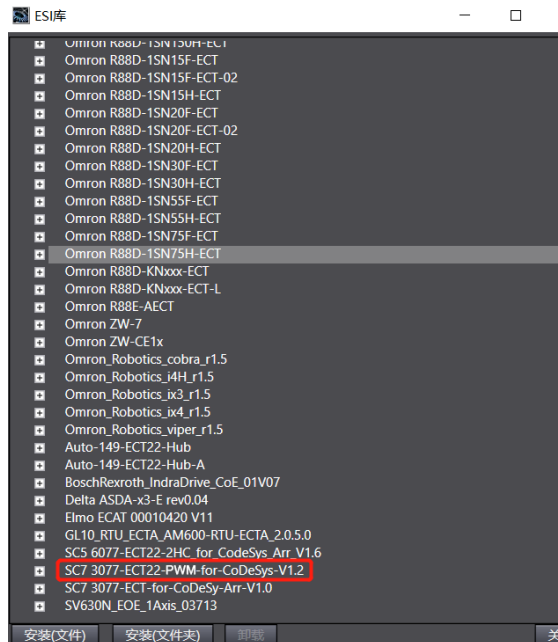 ESI库
Omron R88D-1SN150H-ECT
Omron R88D-1SN15F-ECT
Omron R88D-1SN15F-ECT-02
Omron R88D-1SN15H-ECT
Omron R88D-1SN20F-ECT
Omron R88D-1SN20F-ECT-02
Omron R88D-1SN20H-ECT
Omron R88D-1SN30F-ECT
Omron R88D-1SN30H-ECT
Omron R88D-1SN55F-ECT
Omron R88D-1SN55H-ECT
Omron R88D-1SN75F-ECT
Omron R88D-1SN75H-ECT
Omron R88D-KNxxx-ECT
Omron R88D-KNxxx-ECT-L
Omron R88E-AECT
Omron ZW-7
Omron ZW-CE1x
Omron_Robotics_cobra_r1.5
Omron_Robotics_i4H_r1.5
Omron_Robotics_ix3_r1.5
Omron_Robotics_ix4_r1.5
Omron_Robotics_viper_r1.5
Auto-149-ECT22-Hub
Auto-149-ECT22-Hub-A
BoschRexroth_IndraDrive_CoE_01V07
Delta ASDA-x3-E rev0.04
Elmo ECAT 00010420 V11
GL10_RTU_ECTA_AM600-RTU-ECTA_2.0.5.0
SC5 6077-ECT22-2HC_for_CodeSys_Arr_V1.6
SC7 3077-ECT22-PWM-for-CoDeSys-V1.2
SC7 3077-ECT-for-CoDeSy-Arr-V1.0
SV630N_EOE_1Axis_03713
安装(文件) 安装(文件夹) 卸载